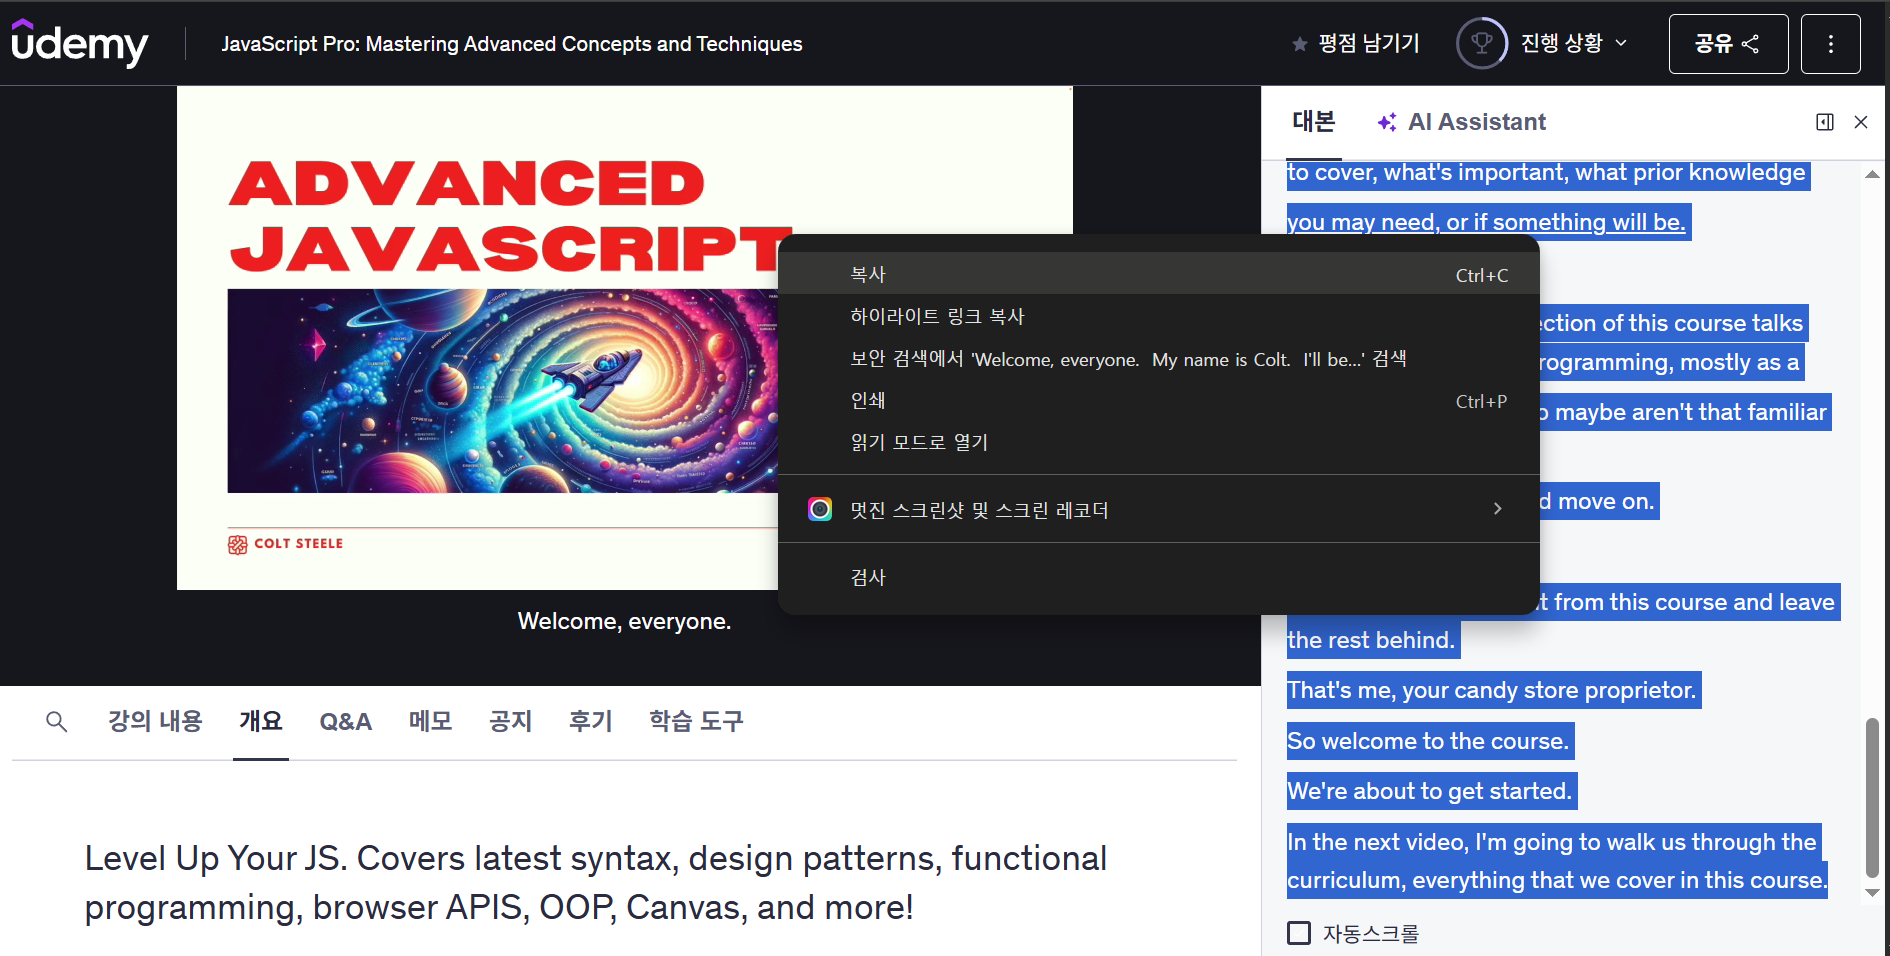 udemy
JavaScript Pro: Mastering Advanced Concepts and Techniques
평점 남기기
진행 상황
공유
ADVANCED
JAVASCRIPT
COLT STEELE
Welcome, everyone.
대본
AI Assistant
to cover, what's important, what prior knowledge
you may need, or if something will be.
ection of this course talks
rogramming, mostly as a
o maybe aren't that familiar
d move on.
t from this course and leave
the rest behind.
That's me, your candy store proprietor.
So welcome to the course.
We're about to get started.
In the next video, I'm going to walk us through the
curriculum, everything that we cover in this course.
자동스크롤
복사 Ctrl+C
하이라이트 링크 복사
보안 검색에서 'Welcome, everyone. My name is Colt. I'll be...' 검색
인쇄 Ctrl+P
읽기 모드로 열기
멋진 스크린샷 및 스크린 레코더
검사
강의 내용 개요 Q&A 메모 공지 후기 학습 도구
Level Up Your JS. Covers latest syntax, design patterns, functional
programming, browser APIS, OOP, Canvas, and more!